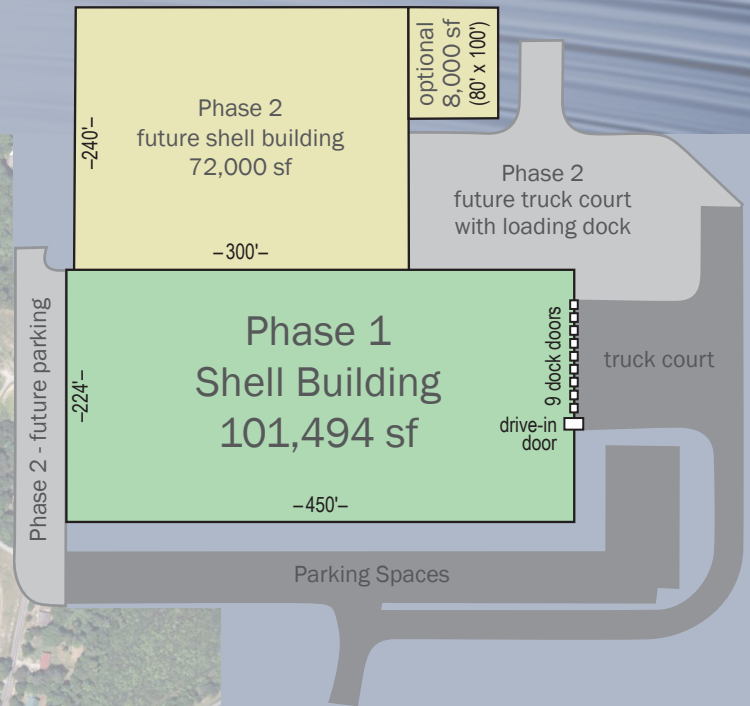 Phase 2
future shell building
72,000 sf
–240'–
–300'–
optional
8,000 sf
(80' x 100')
Phase 2
future truck court
with loading dock
Phase 2 - future parking
Phase 1
Shell Building
101,494 sf
–224'–
–450'–
9 dock doors
drive-in
door
truck court
Parking Spaces